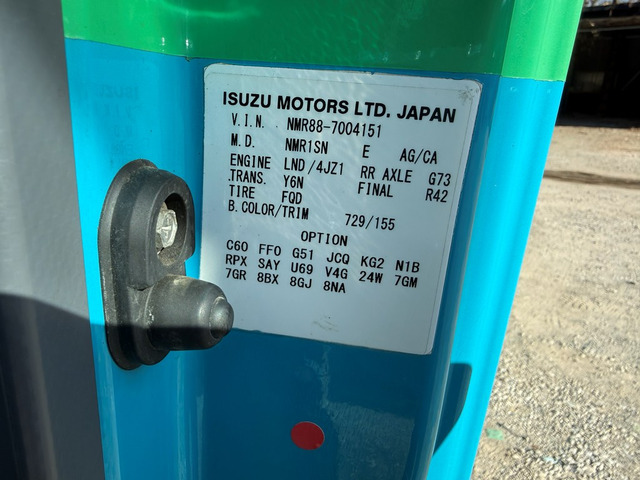 ISUZU MOTORS LTD. JAPAN
V.I.N. NMR88-7004151
M.D. NMR1SN E AG/CA
ENGINE LND/4JZ1 RR AXLE G73
TRANS. Y6N FINAL R42
TIRE FQD
B.COLOR/TRIM 729/155
OPTION
C60 FF0 G51 JCQ KG2 N1B
RPX SAY U69 V4G 24W 7GM
7GR 8BX 8GJ 8NA